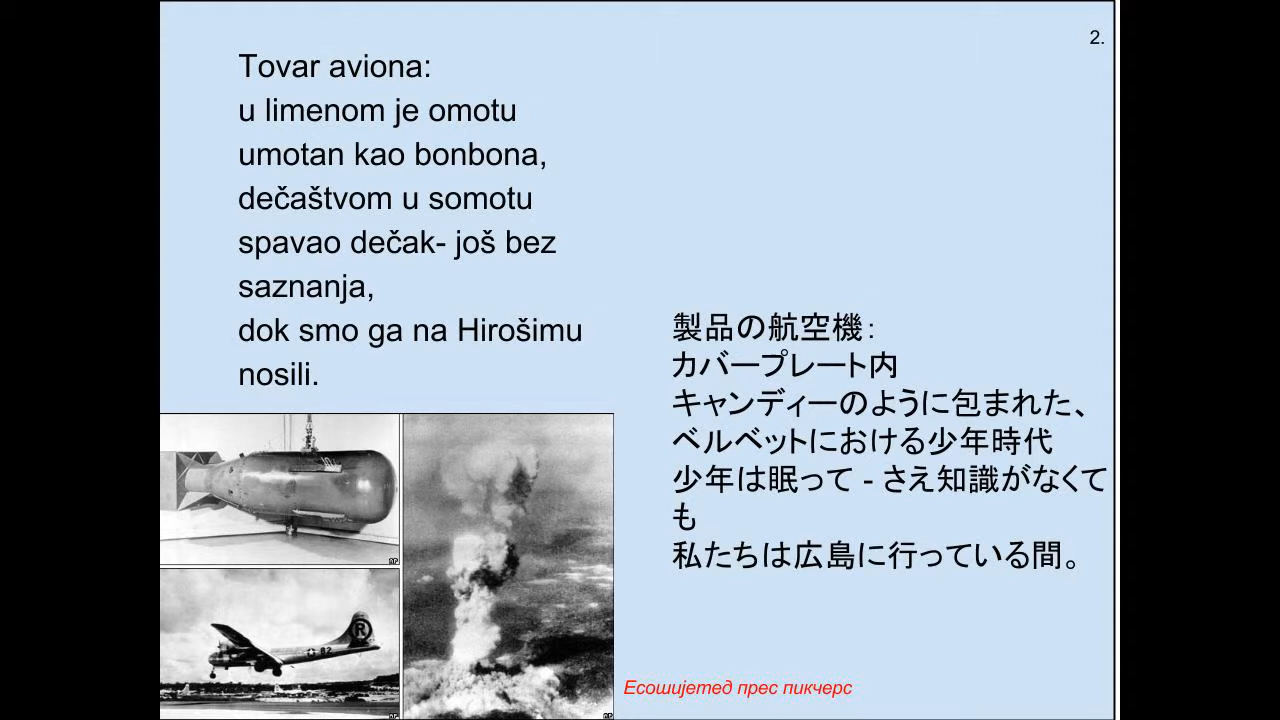 2.
Tovar aviona:
u limenom je omotu
umotan kao bonbona,
dečaštvom u somotu
spavao dečak- još bez
saznanja,
dok smo ga na Hirošimu
nosili.
製品の航空機：
カバープレート内
キャンディーのように包まれた、
ベルベットにおける少年時代
少年は眠って - さえ知識がなくて
も
私たちは広島に行っている間。
R
82
AP
AP
AP
Есошијетед прес пикчерс